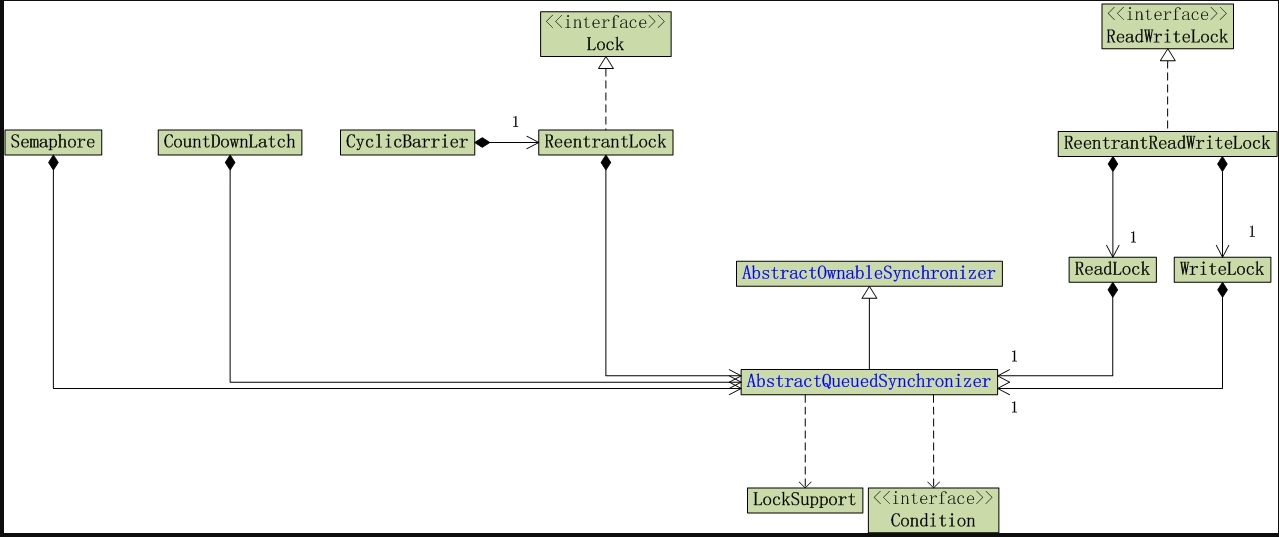 <<interface>>
Lock
<<interface>>
ReadWriteLock
Semaphore
CountDownLatch
CyclicBarrier
1
ReentrantLock
ReentrantReadWriteLock
1
1
ReadLock
WriteLock
AbstractOwnableSynchronizer
1
AbstractQueuedSynchronizer
1
LockSupport
<<interface>>
Condition